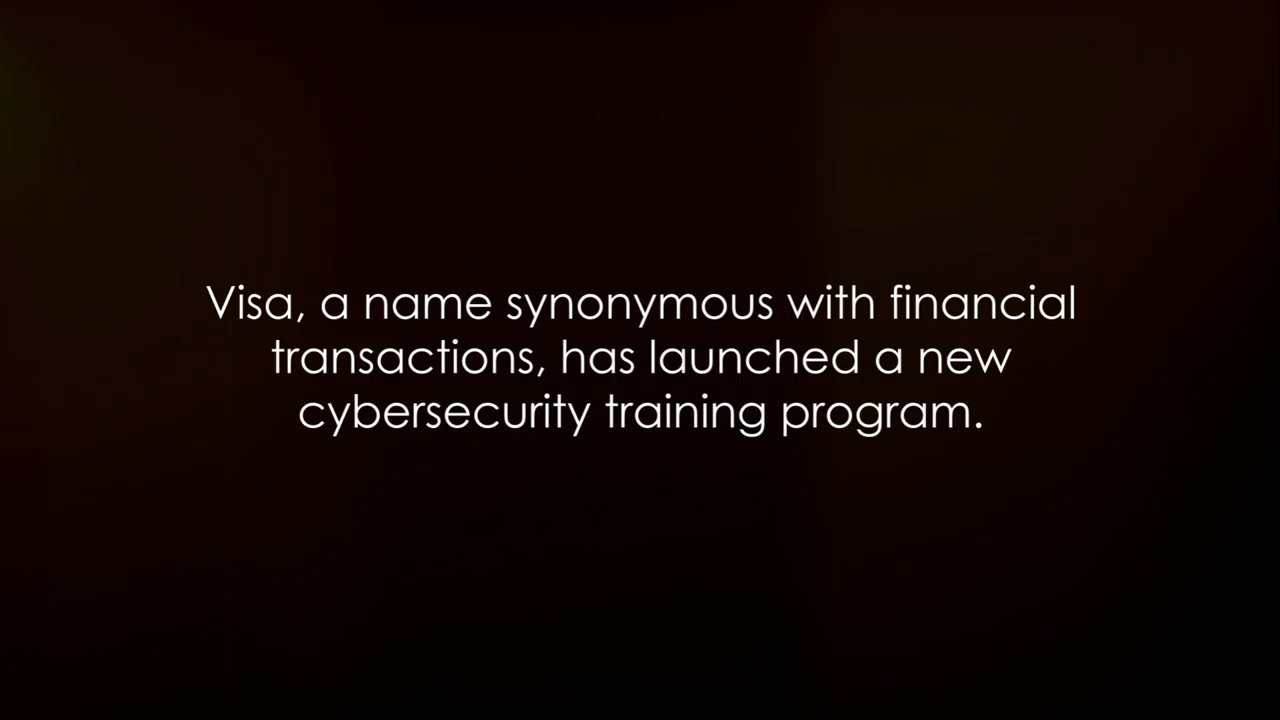 Visa, a name synonymous with financial
transactions, has launched a new
cybersecurity training program.